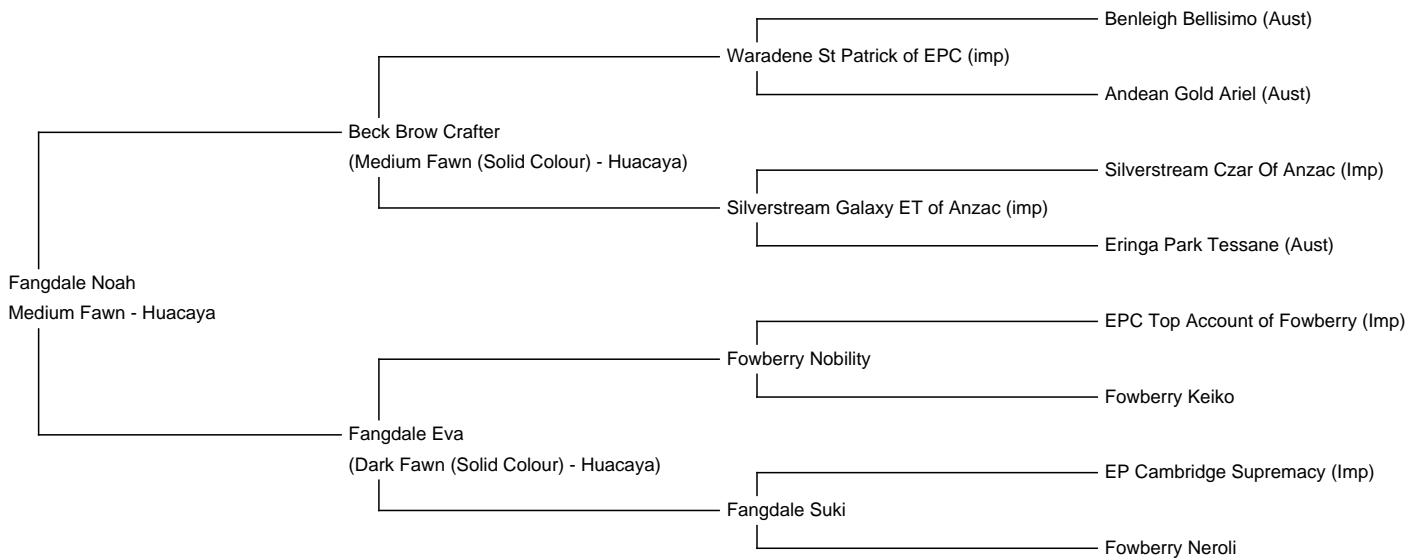 Benleigh Bellisimo (Aust)
Waradene St Patrick of EPC (imp)
Andean Gold Ariel (Aust)
Beck Brow Crafter
(Medium Fawn (Solid Colour) - Huacaya)
Silverstream Czar Of Anzac (Imp)
Silverstream Galaxy ET of Anzac (imp)
Eringa Park Tessane (Aust)
Fangdale Noah
Medium Fawn - Huacaya
EPC Top Account of Fowberry (Imp)
Fowberry Nobility
Fowberry Keiko
Fangdale Eva
(Dark Fawn (Solid Colour) - Huacaya)
EP Cambridge Supremacy (Imp)
Fangdale Suki
Fowberry Neroli